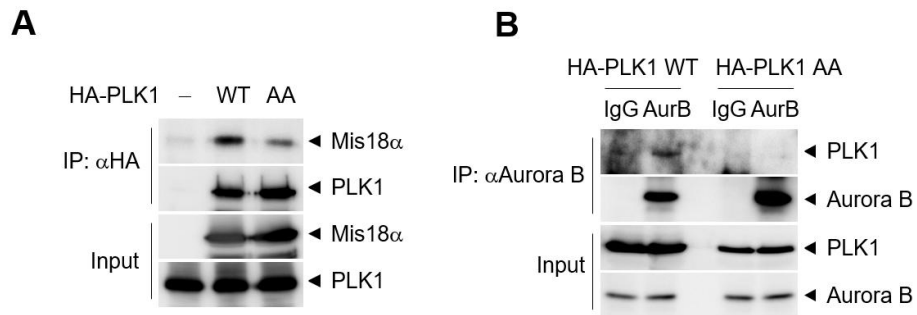 A
HA-PLK1 – WT AA
IP: αHA
◄ Mis18α
◄ PLK1
Input
◄ Mis18α
◄ PLK1
B
HA-PLK1 WT HA-PLK1 AA
IgG AurB IgG AurB
IP: αAurora B
◄ PLK1
◄ Aurora B
Input
◄ PLK1
◄ Aurora B